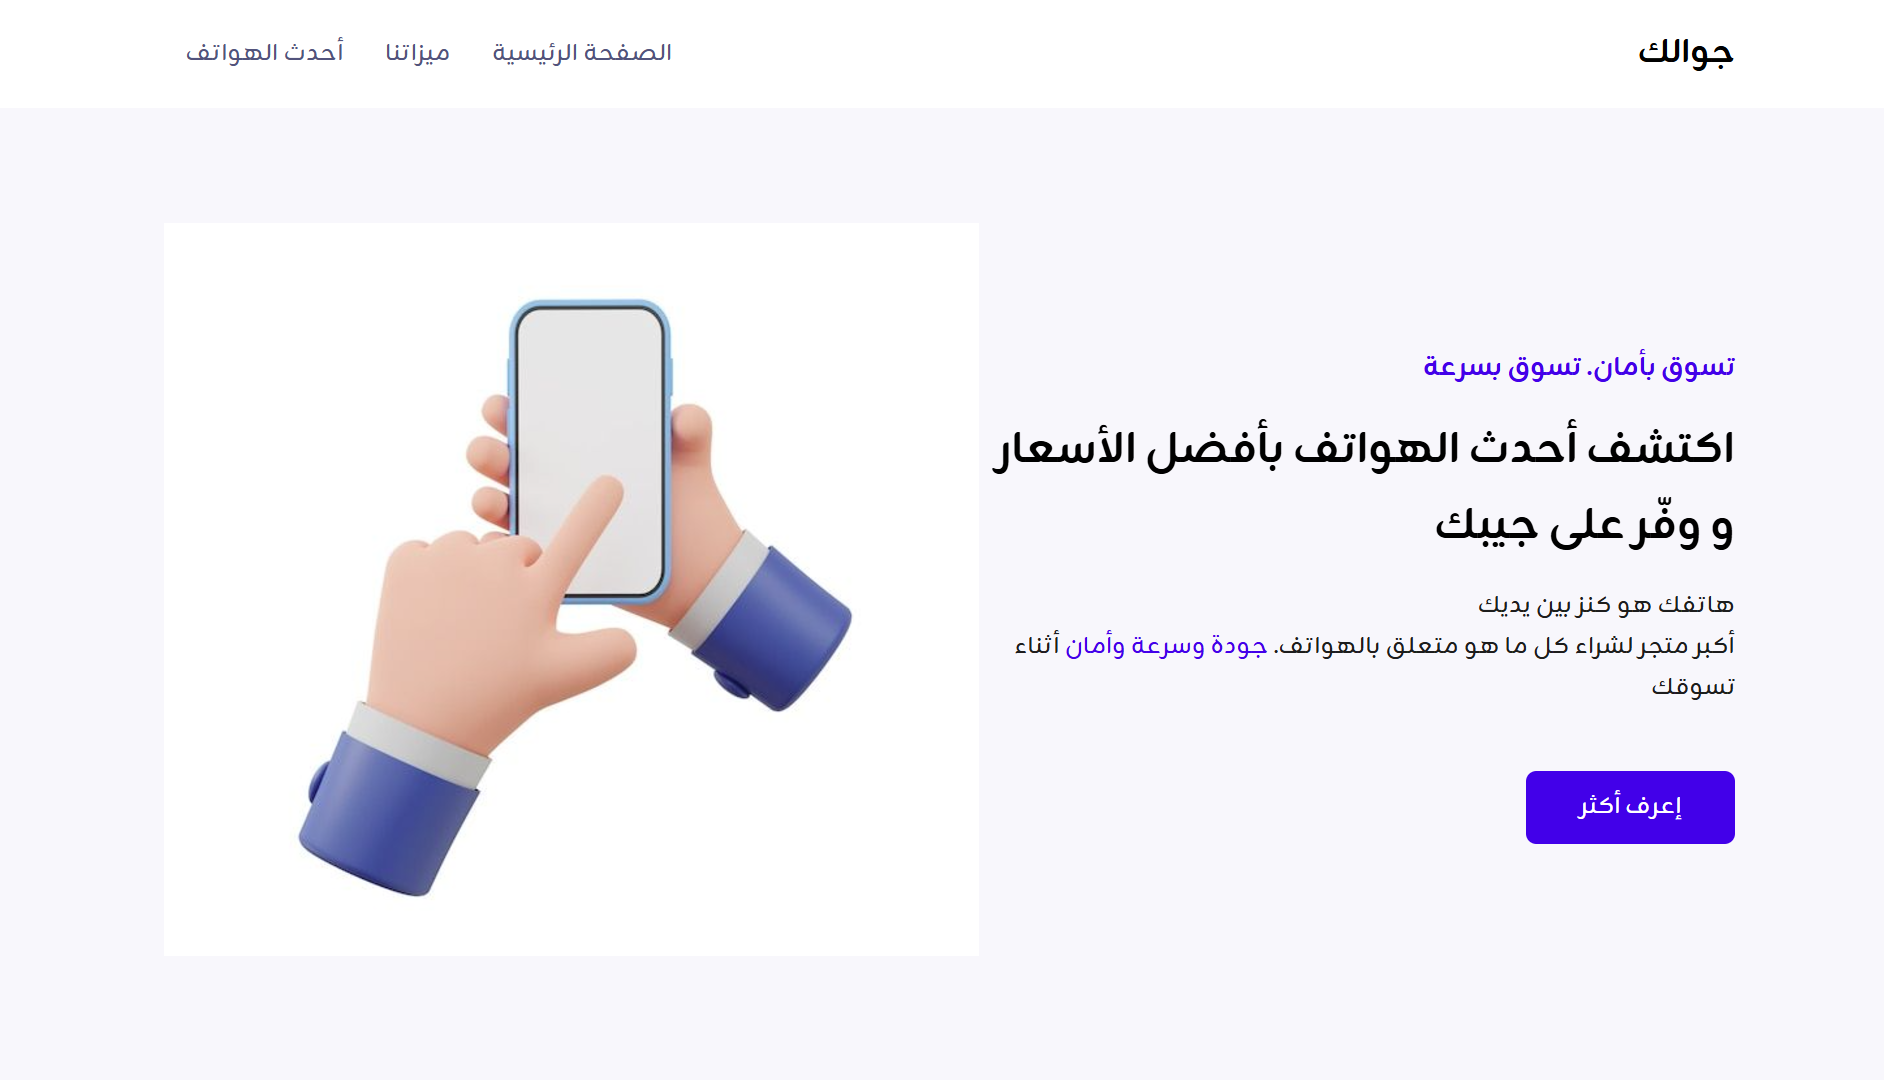 جوالك
الصفحة الرئيسية
ميزاتنا
أحدث الهواتف
تسوق بأمان. تسوق بسرعة
اكتشف أحدث الهواتف بأفضل الأسعار
و وفّر على جيبك
هاتفك هو كنز بين يديك
أكبر متجر لشراء كل ما هو متعلق بالهواتف. جودة وسرعة وأمان أثناء
تسوقك
إعرف أكثر